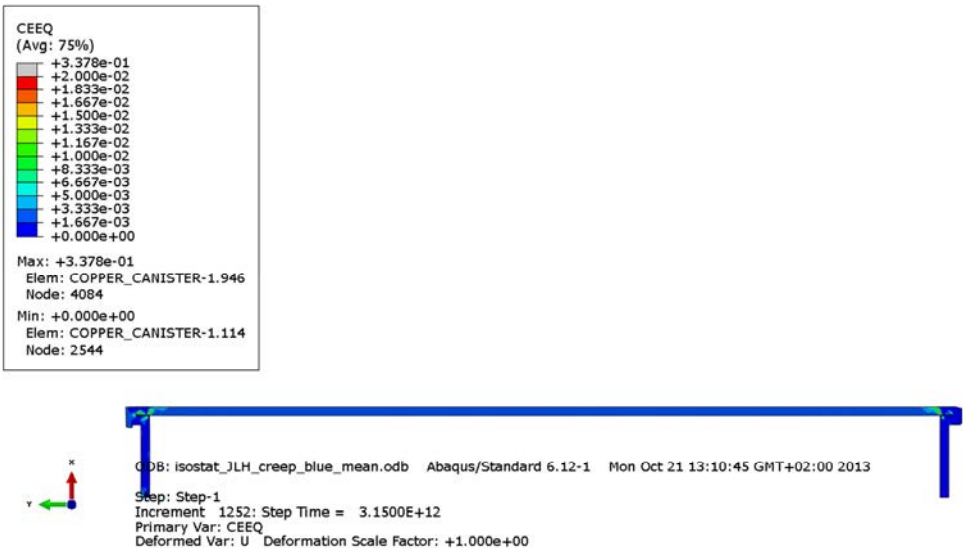 CEEQ
(Avg: 75%)
+3.378e-01
+2.000e-02
+1.833e-02
+1.667e-02
+1.500e-02
+1.333e-02
+1.167e-02
+1.000e-02
+8.333e-03
+6.667e-03
+5.000e-03
+3.333e-03
+1.667e-03
+0.000e+00
Max: +3.378e-01
Elem: COPPER_CANISTER-1.946
Node: 4084
Min: +0.000e+00
Elem: COPPER_CANISTER-1.114
Node: 2544
X
Y
ODB: isostat_JLH_creep_blue_mean.odb Abaqus/Standard 6.12-1 Mon Oct 21 13:10:45 GMT+02:00 2013
Step: Step-1
Increment 1252: Step Time = 3.1500E+12
Primary Var: CEEQ
Deformed Var: U Deformation Scale Factor: +1.000e+00